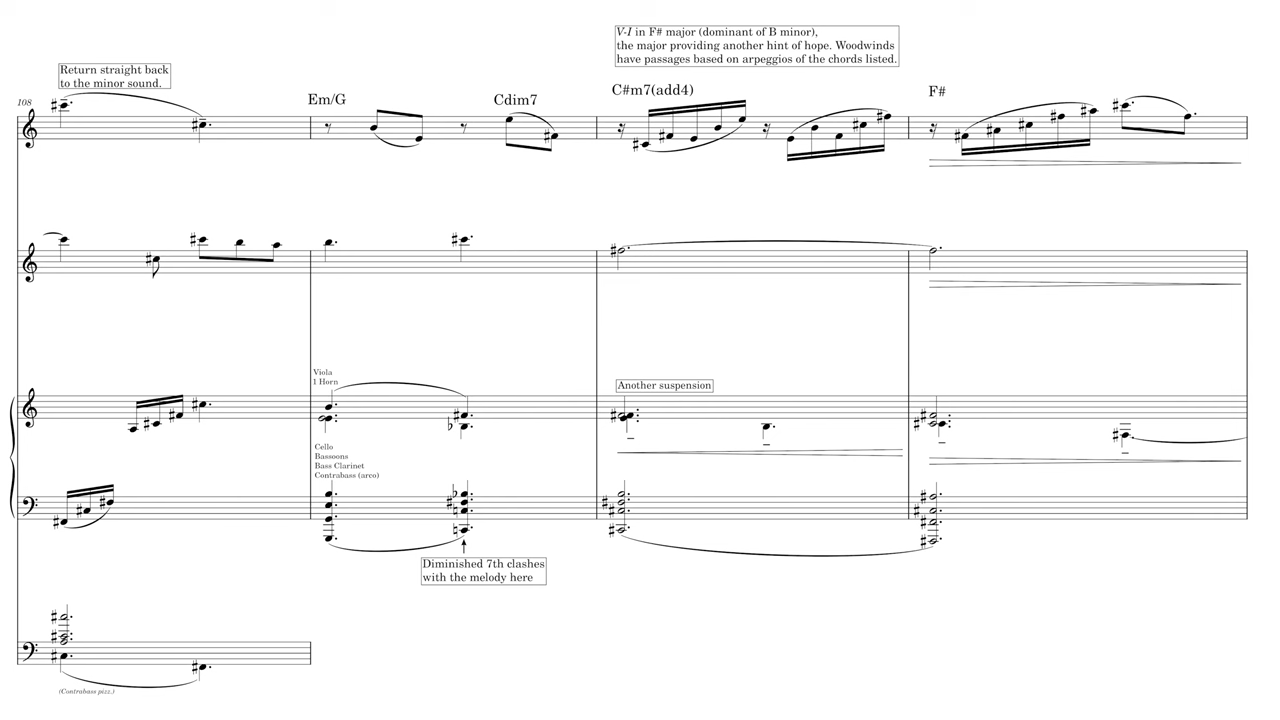 V-I in F# major (dominant of B minor),
the major providing another hint of hope. Woodwinds
have passages based on arpeggios of the chords listed.
Return straight back
to the minor sound.
108
Em/G
Cdim7
C#m7(add4)
F#
Viola
1 Horn
Another suspension
Cello
Bassoons
Bass Clarinet
Contrabass (arco)
Diminished 7th clashes
with the melody here
(Contrabass pizz.)